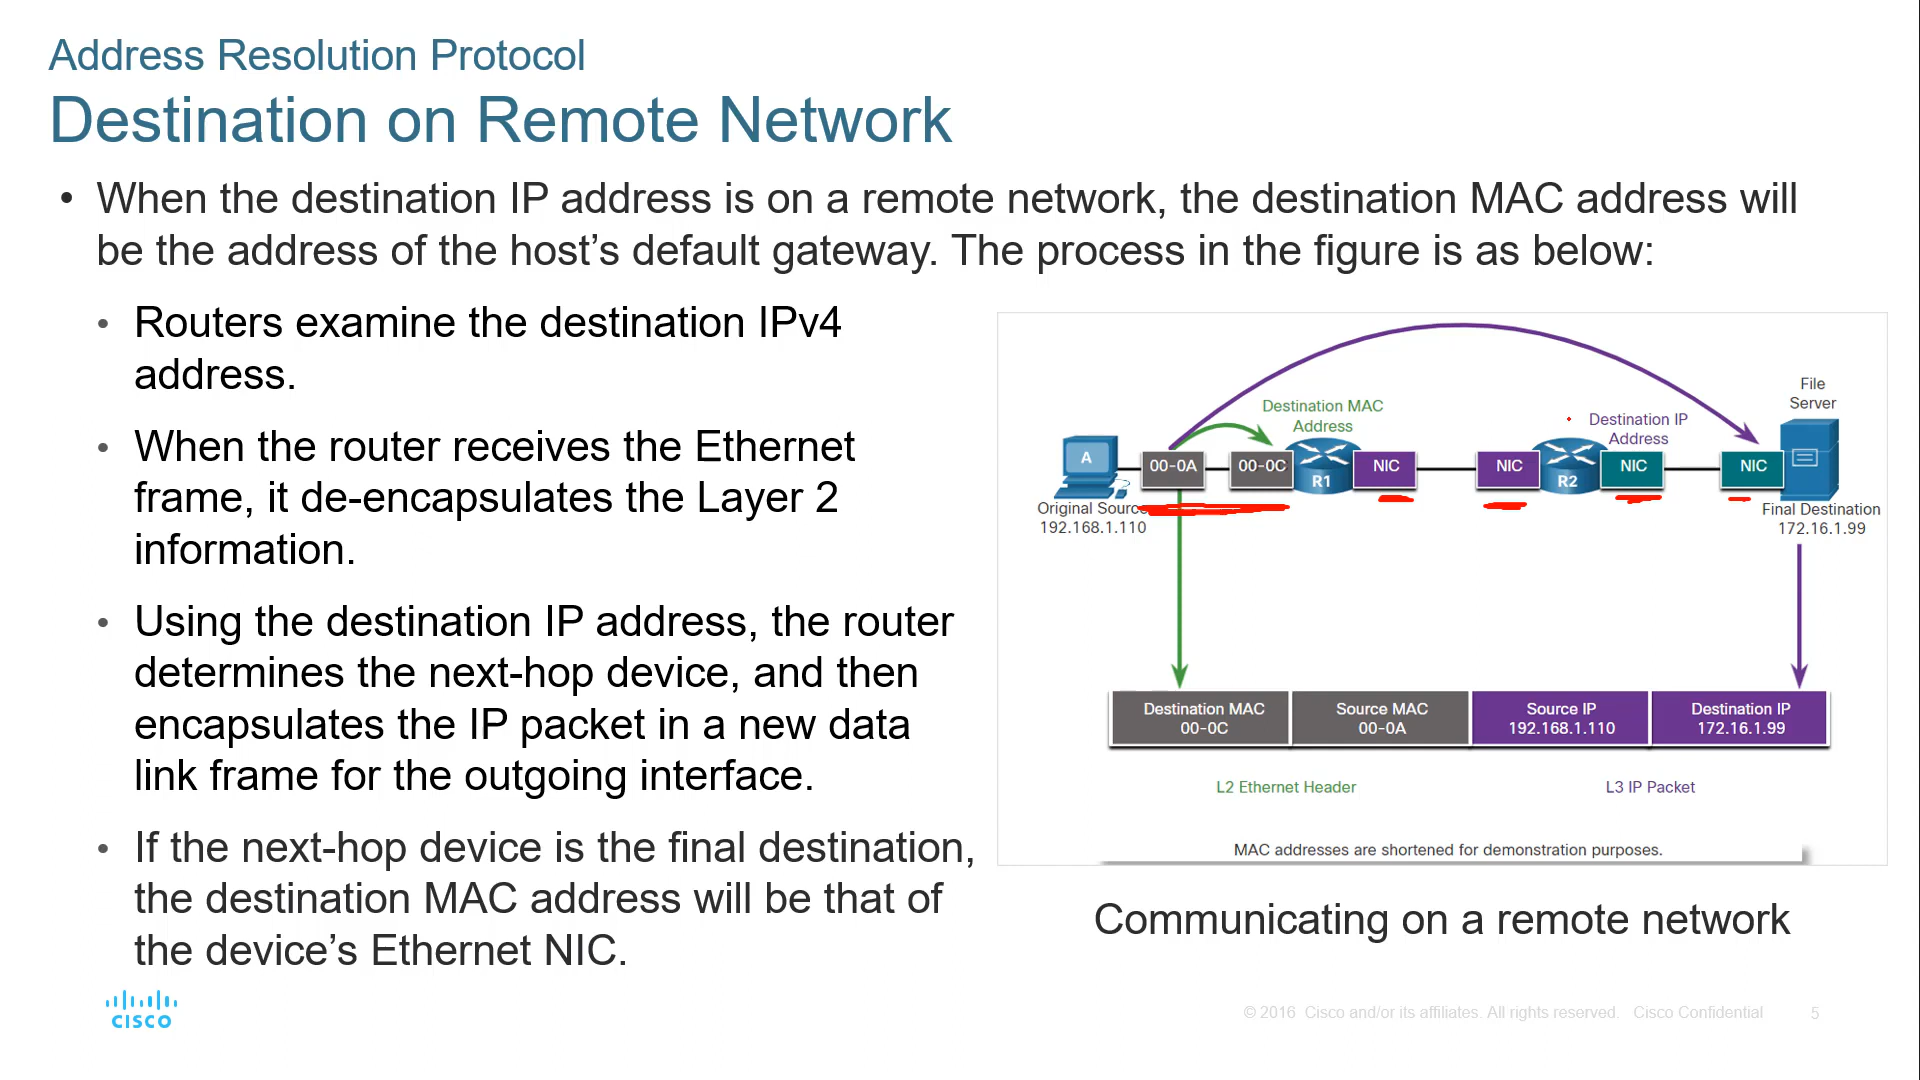 Address Resolution Protocol
Destination on Remote Network
• When the destination IP address is on a remote network, the destination MAC address will
be the address of the host’s default gateway. The process in the figure is as below:
• Routers examine the destination IPv4
address.
• When the router receives the Ethernet
frame, it de-encapsulates the Layer 2
information.
• Using the destination IP address, the router
determines the next-hop device, and then
encapsulates the IP packet in a new data
link frame for the outgoing interface.
• If the next-hop device is the final destination,
the destination MAC address will be that of
the device’s Ethernet NIC.
File
Server
Destination MAC
Address
Destination IP
Address
A
00-0A
00-0C
R1
NIC
NIC
R2
NIC
NIC
Original Source
192.168.1.110
Final Destination
172.16.1.99
Destination MAC
00-0C
Source MAC
00-0A
Source IP
192.168.1.110
Destination IP
172.16.1.99
L2 Ethernet Header
L3 IP Packet
MAC addresses are shortened for demonstration purposes.
Communicating on a remote network
CISCO
© 2016 Cisco and/or its affiliates. All rights reserved. Cisco Confidential
5